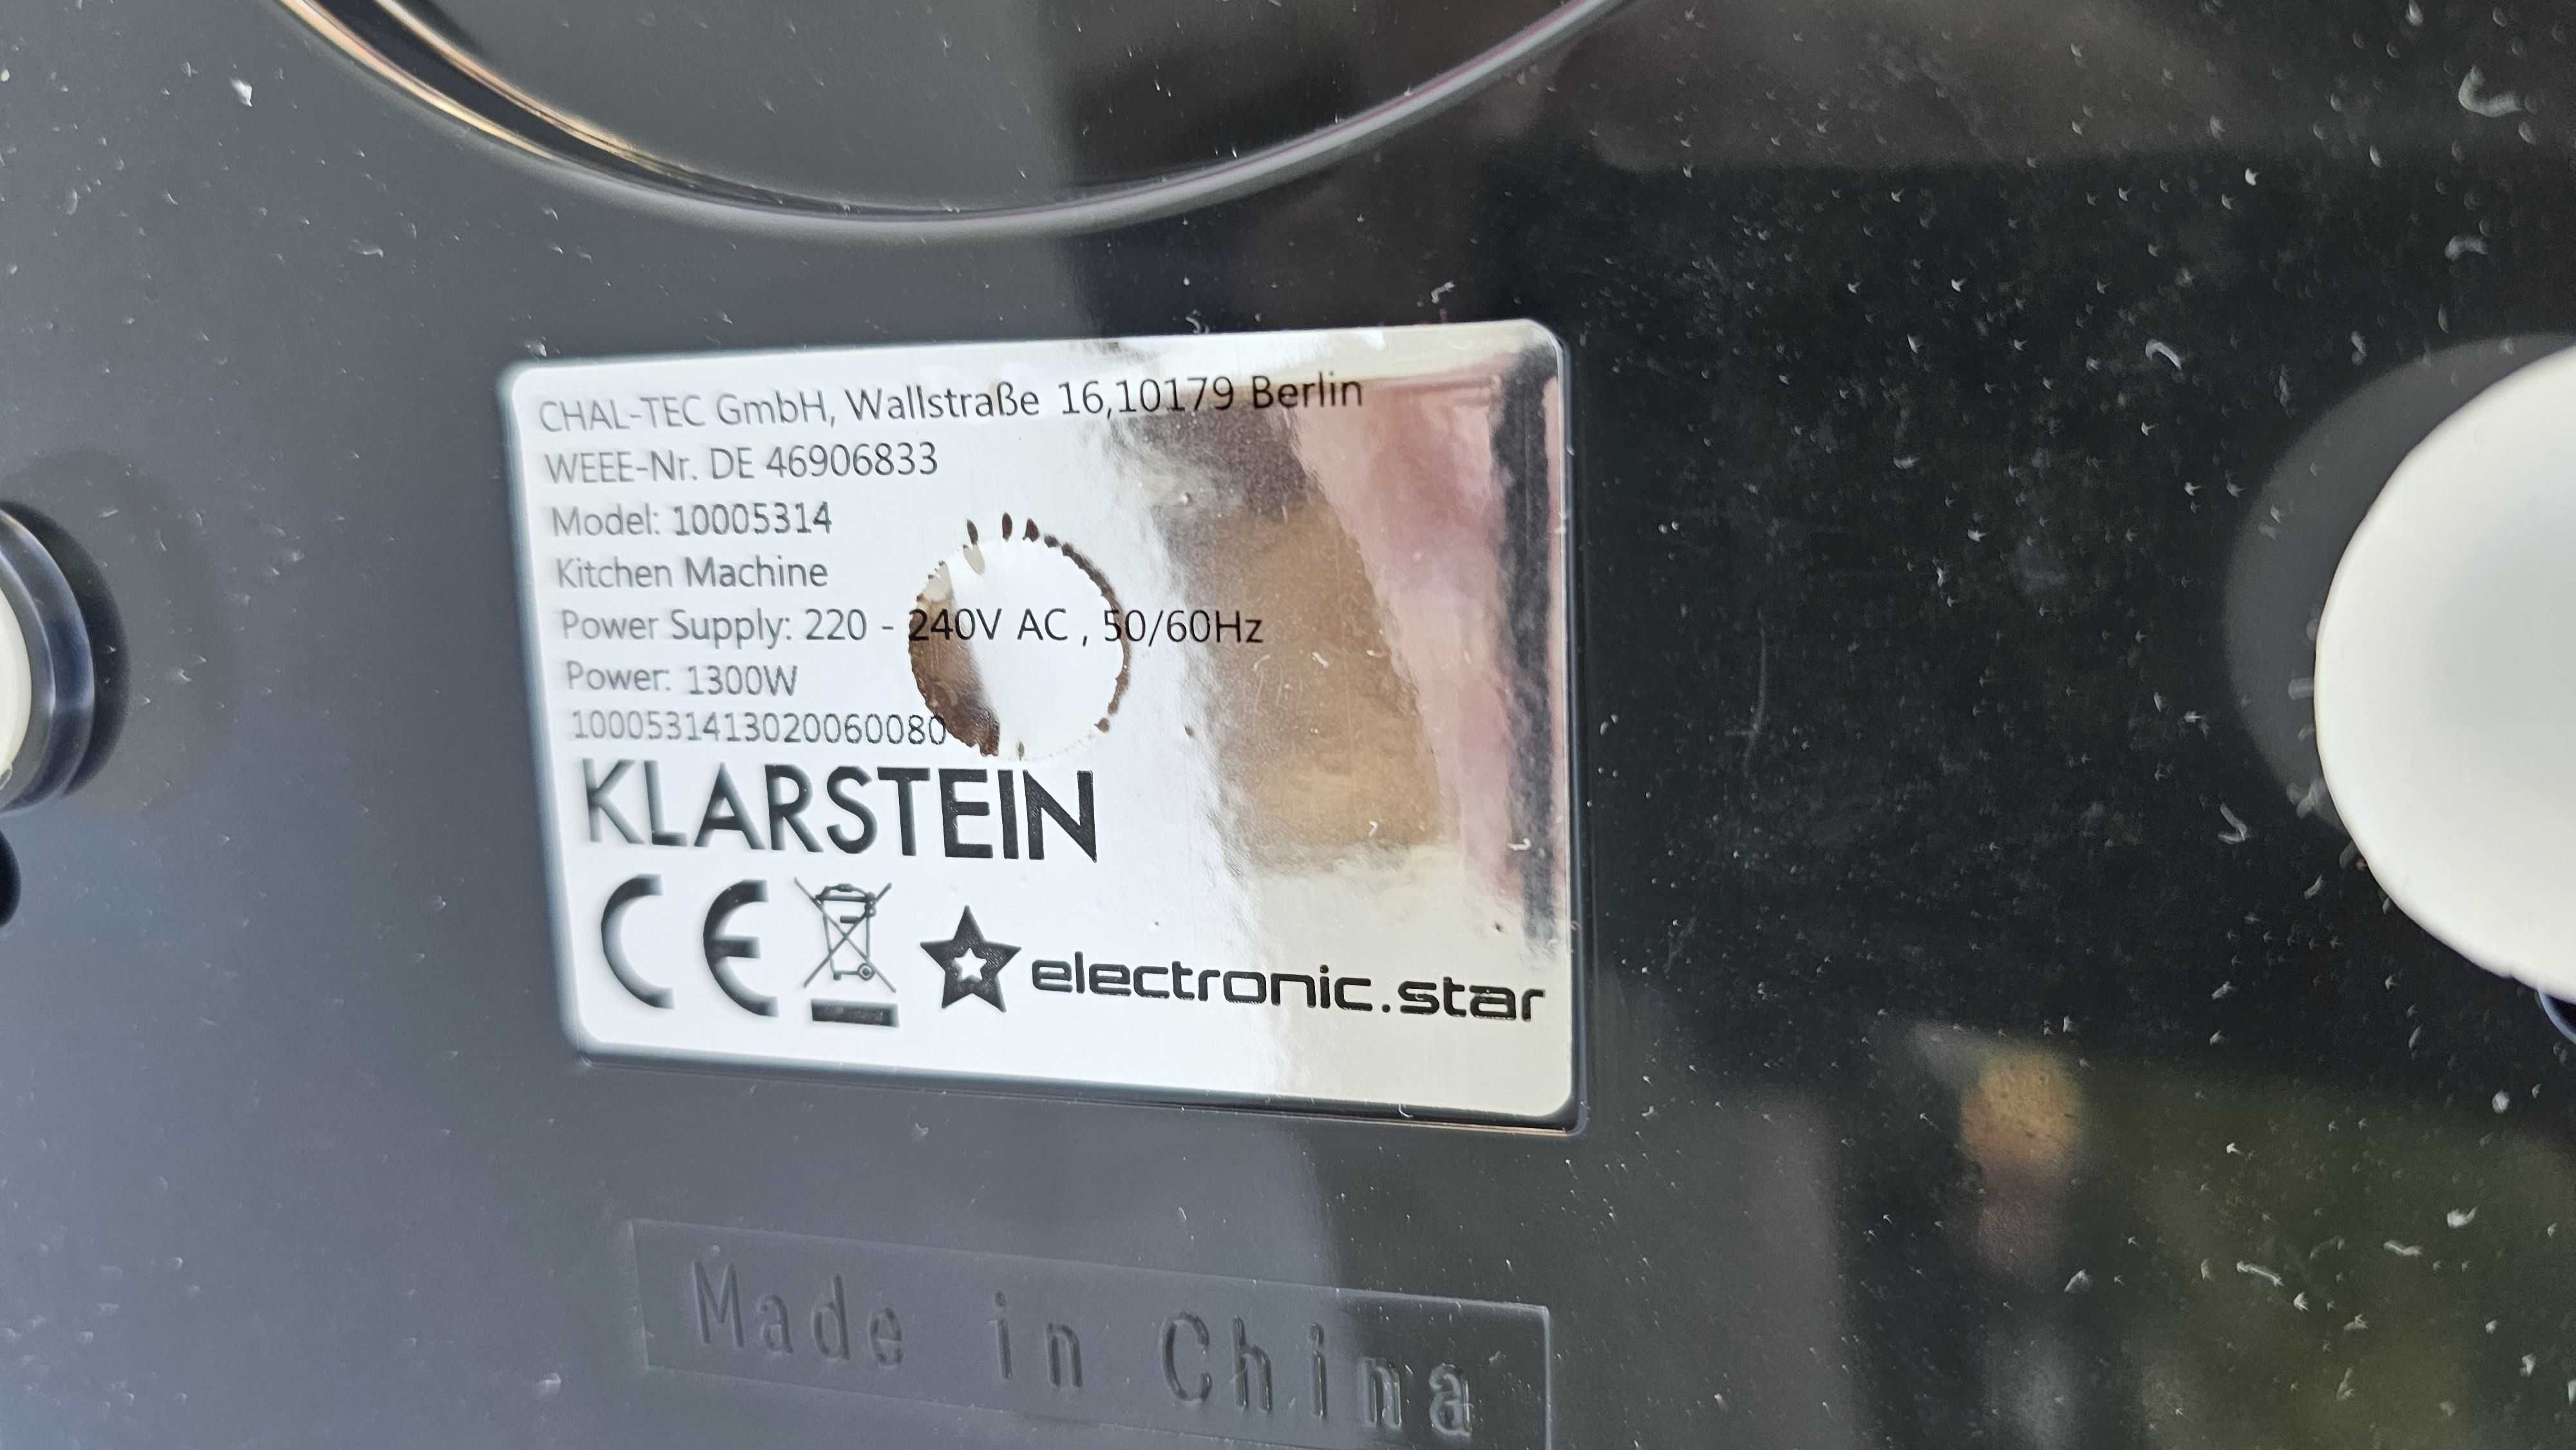 CHAL-TEC GmbH, Wallstraße 16,10179 Berlin
WEEE-Nr. DE 46906833
Model: 10005314
Kitchen Machine
Power Supply: 220 - 240V AC , 50/60Hz
Power: 1300W
1000531413020060080
KLARSTEIN
CE
electronic.star
Made in China